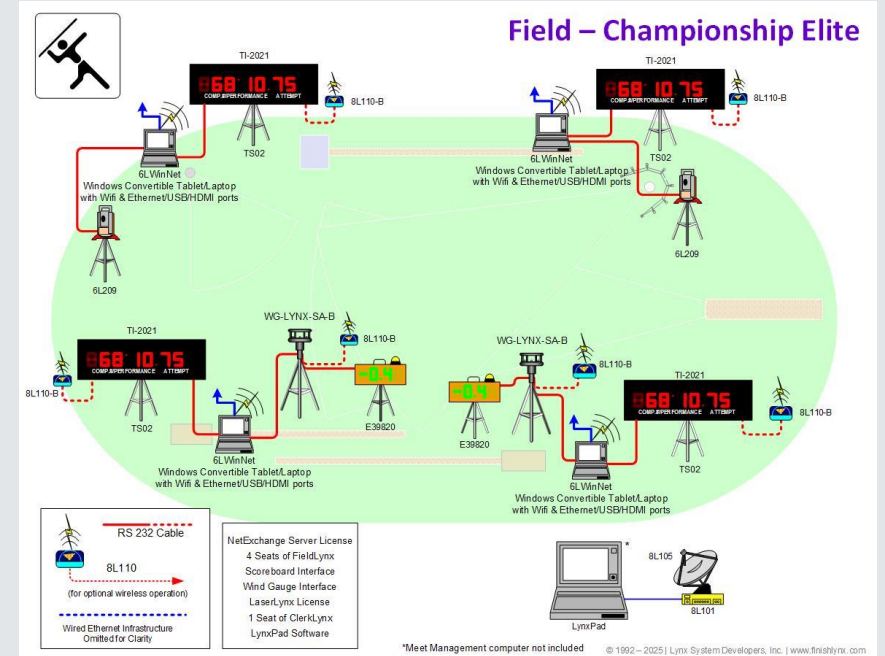 Field – Championship Elite
TI-2021
68 10.75
COMP.#PERFORMANCE ATTEMPT
8L110-B
TS02
6LWinNet
Windows Convertible Tablet/Laptop
with Wifi & Ethernet/USB/HDMI ports
6L209
TI-2021
68 10.75
COMP.#PERFORMANCE ATTEMPT
8L110-B
TS02
6LWinNet
Windows Convertible Tablet/Laptop
with Wifi & Ethernet/USB/HDMI ports
6L209
TI-2021
68 10.75
COMP.#PERFORMANCE ATTEMPT
8L110-B
TS02
WG-LYNX-SA-B
8L110-B
-0.4
E39820
6LWinNet
Windows Convertible Tablet/Laptop
with Wifi & Ethernet/USB/HDMI ports
WG-LYNX-SA-B
8L110-B
-0.4
E39820
TI-2021
68 10.75
COMP.#PERFORMANCE ATTEMPT
8L110-B
TS02
6LWinNet
Windows Convertible Tablet/Laptop
with Wifi & Ethernet/USB/HDMI ports
RS 232 Cable
8L110
(for optional wireless operation)
Wired Ethernet Infrastructure
Omitted for Clarity
NetExchange Server License
4 Seats of FieldLynx
Scoreboard Interface
Wind Gauge Interface
LaserLynx License
1 Seat of ClerkLynx
LynxPad Software
*
LynxPad
8L105
8L101
*Meet Management computer not included
© 1992 – 2025 | Lynx System Developers, Inc. | www.finishlynx.com